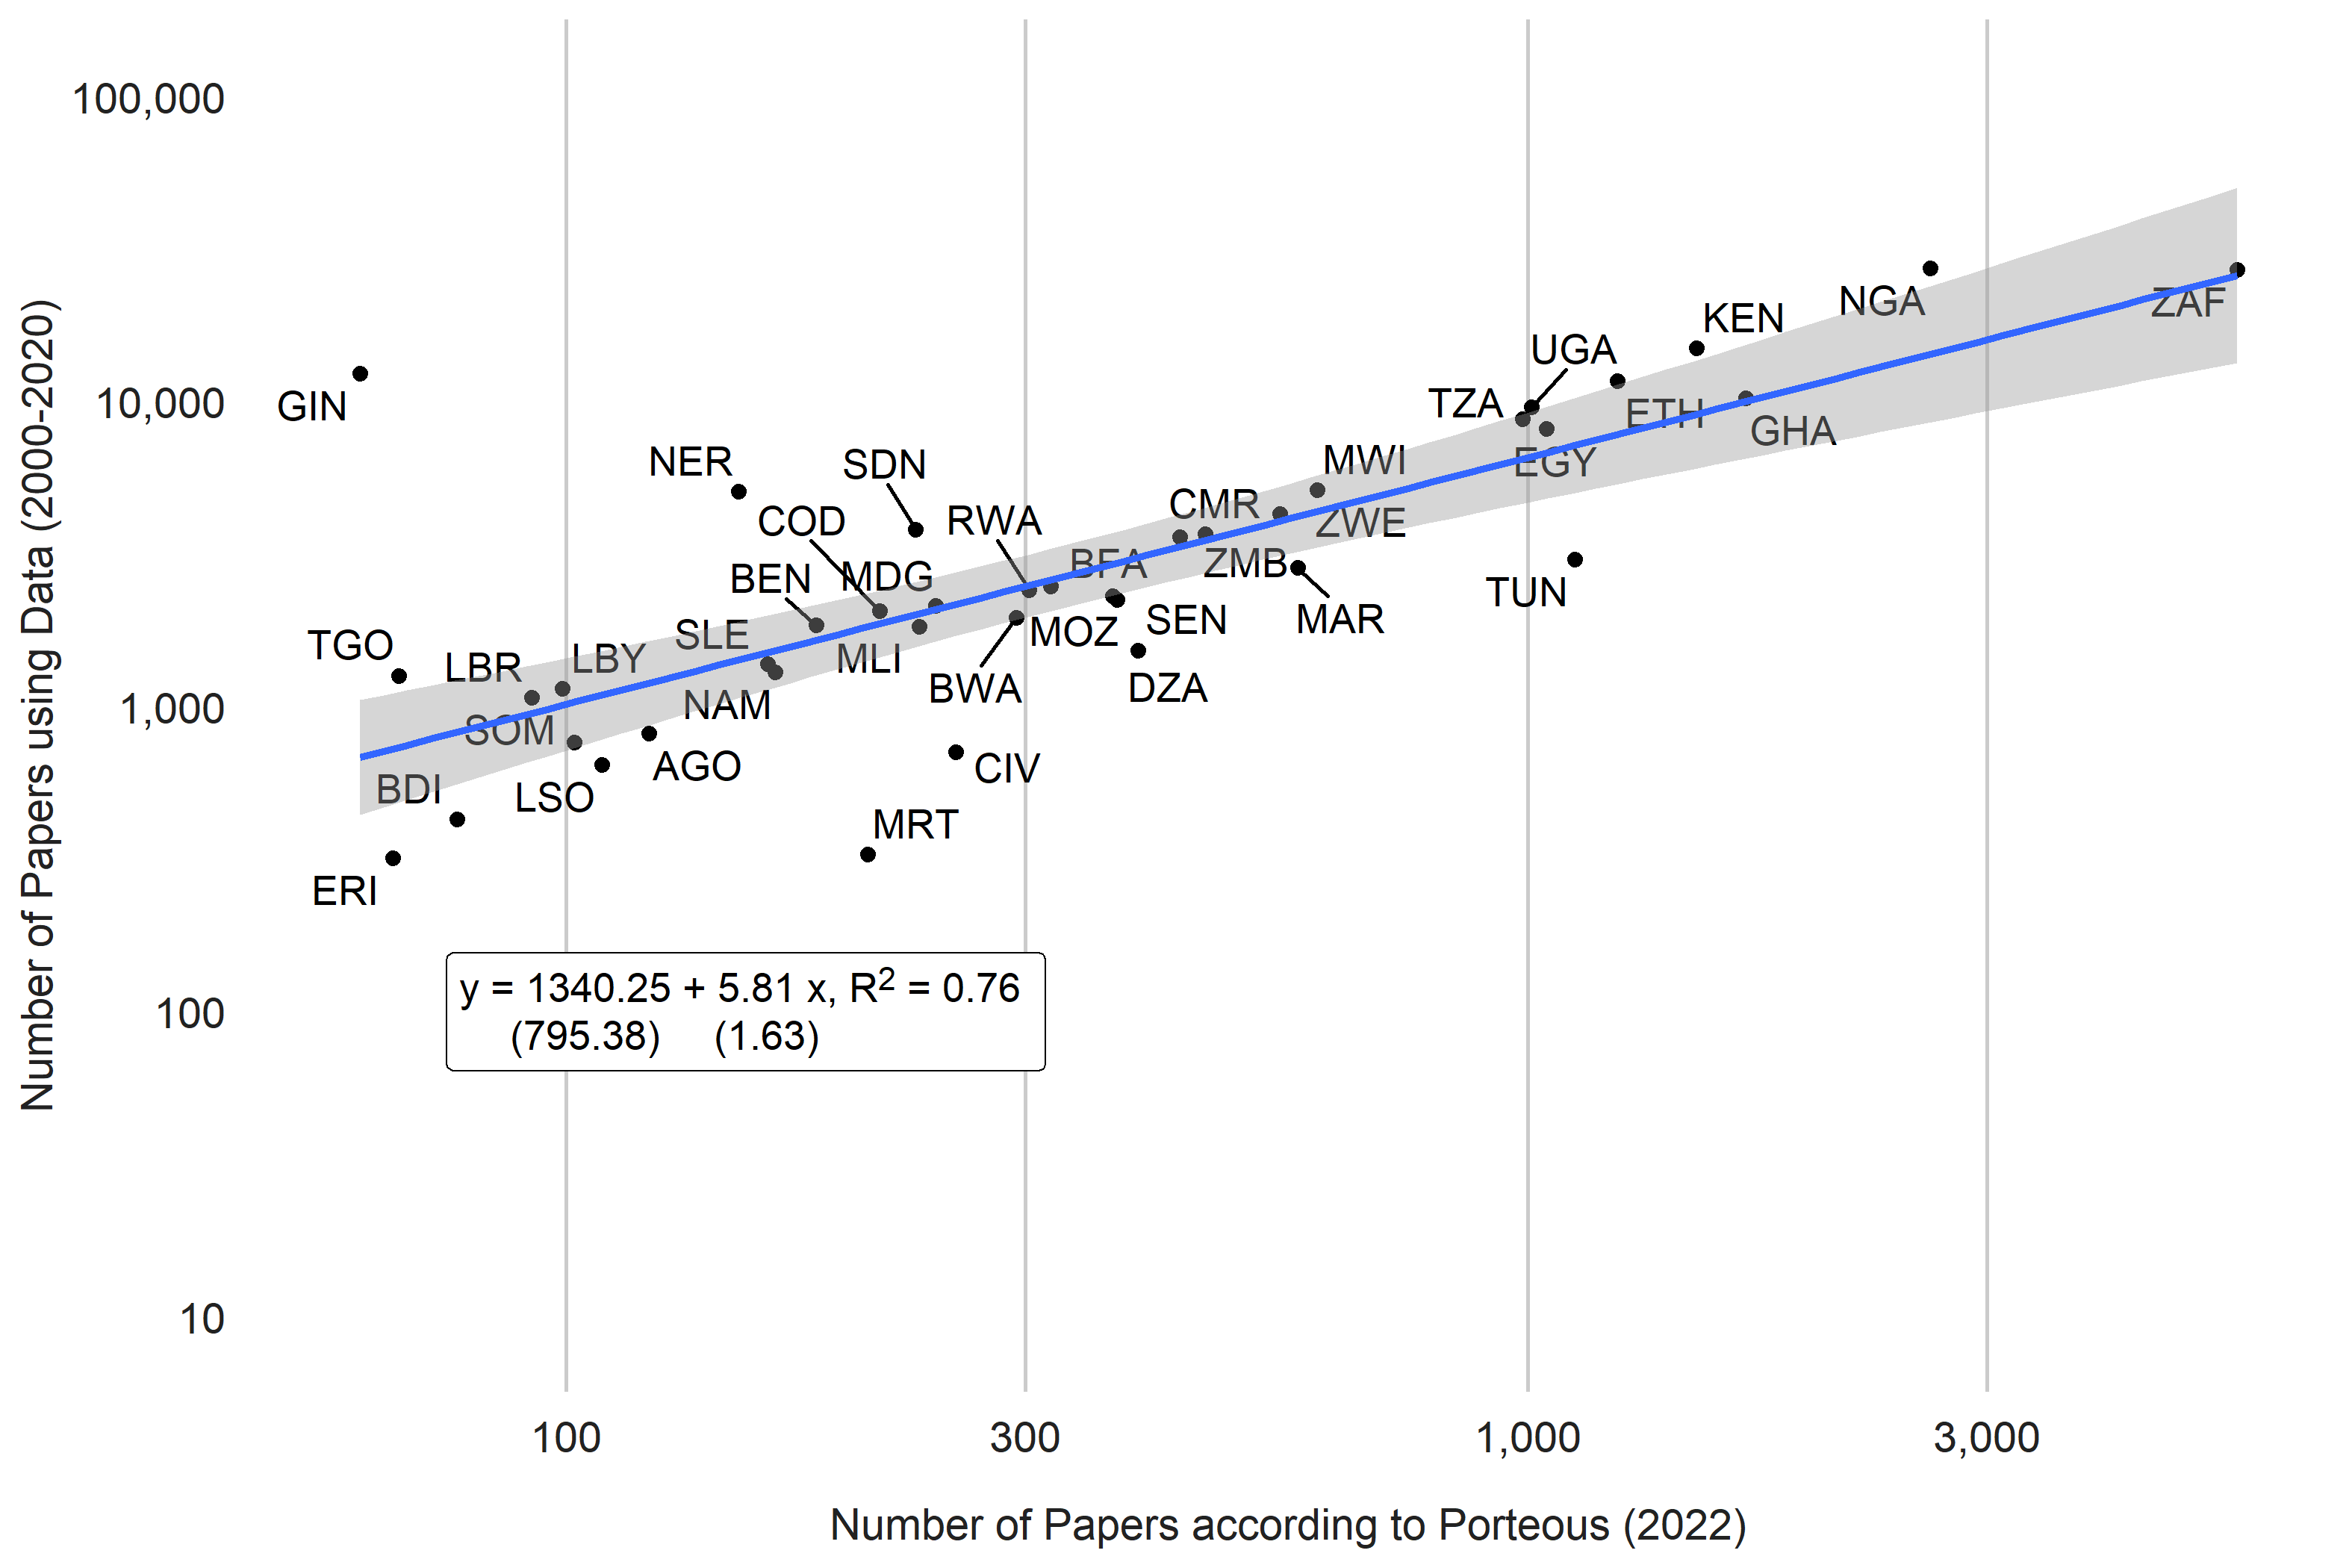 100,000
10,000
1,000
100
10
Number of Papers using Data (2000-2020)
ZAF
NGA
KEN
UGA
GIN
TZA
ETH
GHA
NER
SDN
MWI
EGY
CMR
COD
RWA
ZWE
BFA
ZMB
BEN
MDG
TUN
MAR
SEN
MOZ
SLE
TGO
LBR
LBY
MLI
BWA
DZA
NAM
SOM
AGO
CIV
BDI
LSO
MRT
ERI
y = 1340.25 + 5.81 x, R² = 0.76
(795.38) (1.63)
100 300 1,000 3,000
Number of Papers according to Porteous (2022)